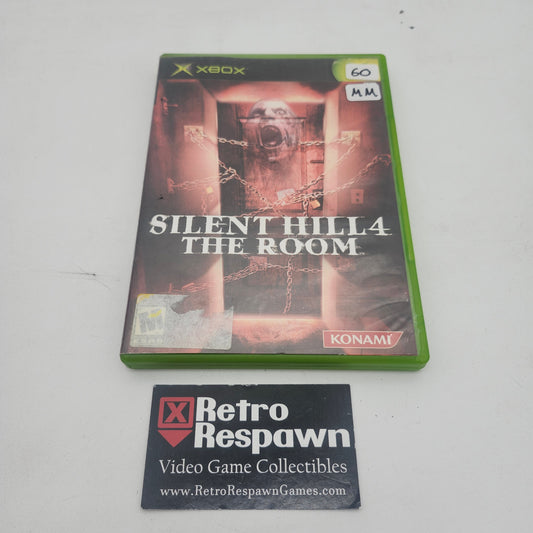 XBOX
60
MM
SILENT HILL 4
THE ROOM
M
KONAMI
Retro
Respawn
Video Game Collectibles
www.RetroRespawnGames.com